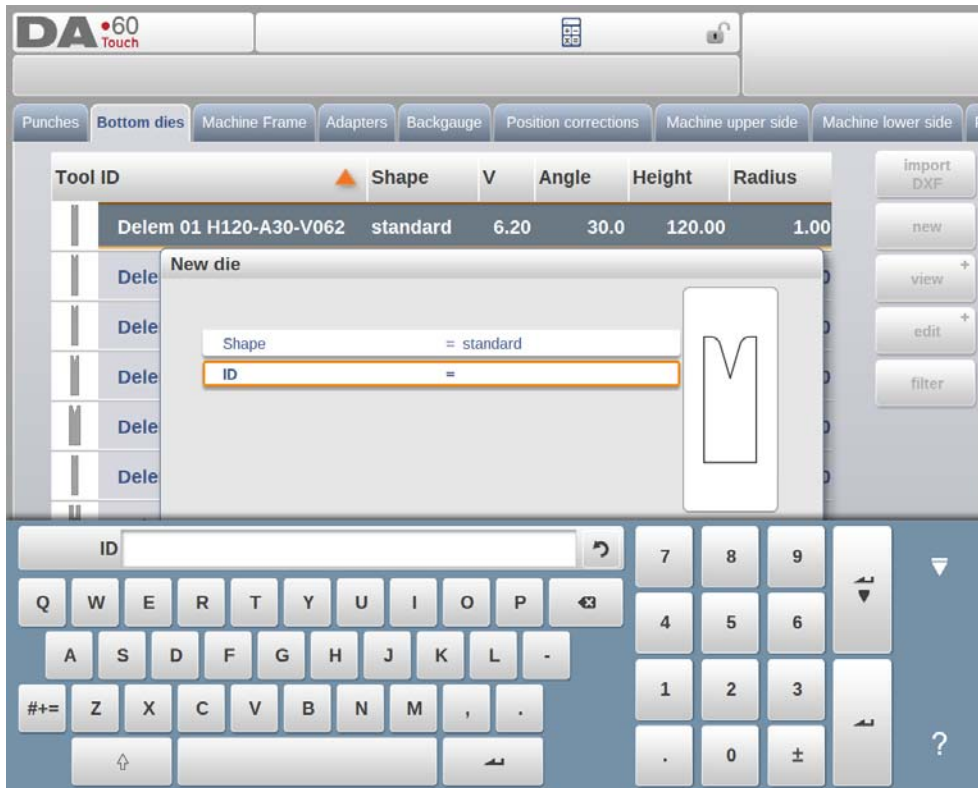 DA 60
Touch
Punches Bottom dies Machine Frame Adapters Backgauge Position corrections Machine upper side Machine lower side
Tool ID Shape V Angle Height Radius
import
DXF
Delem 01 H120-A30-V062 standard 6.20 30.0 120.00 1.00
new
New die
Dele
view +
Dele
edit +
Shape = standard
ID =
Dele
filter
Dele
Dele
ID
7 8 9
Q W E R T Y U I O P
4 5 6
A S D F G H J K L -
1 2 3
#+= Z X C V B N M , .
. 0 ±
?